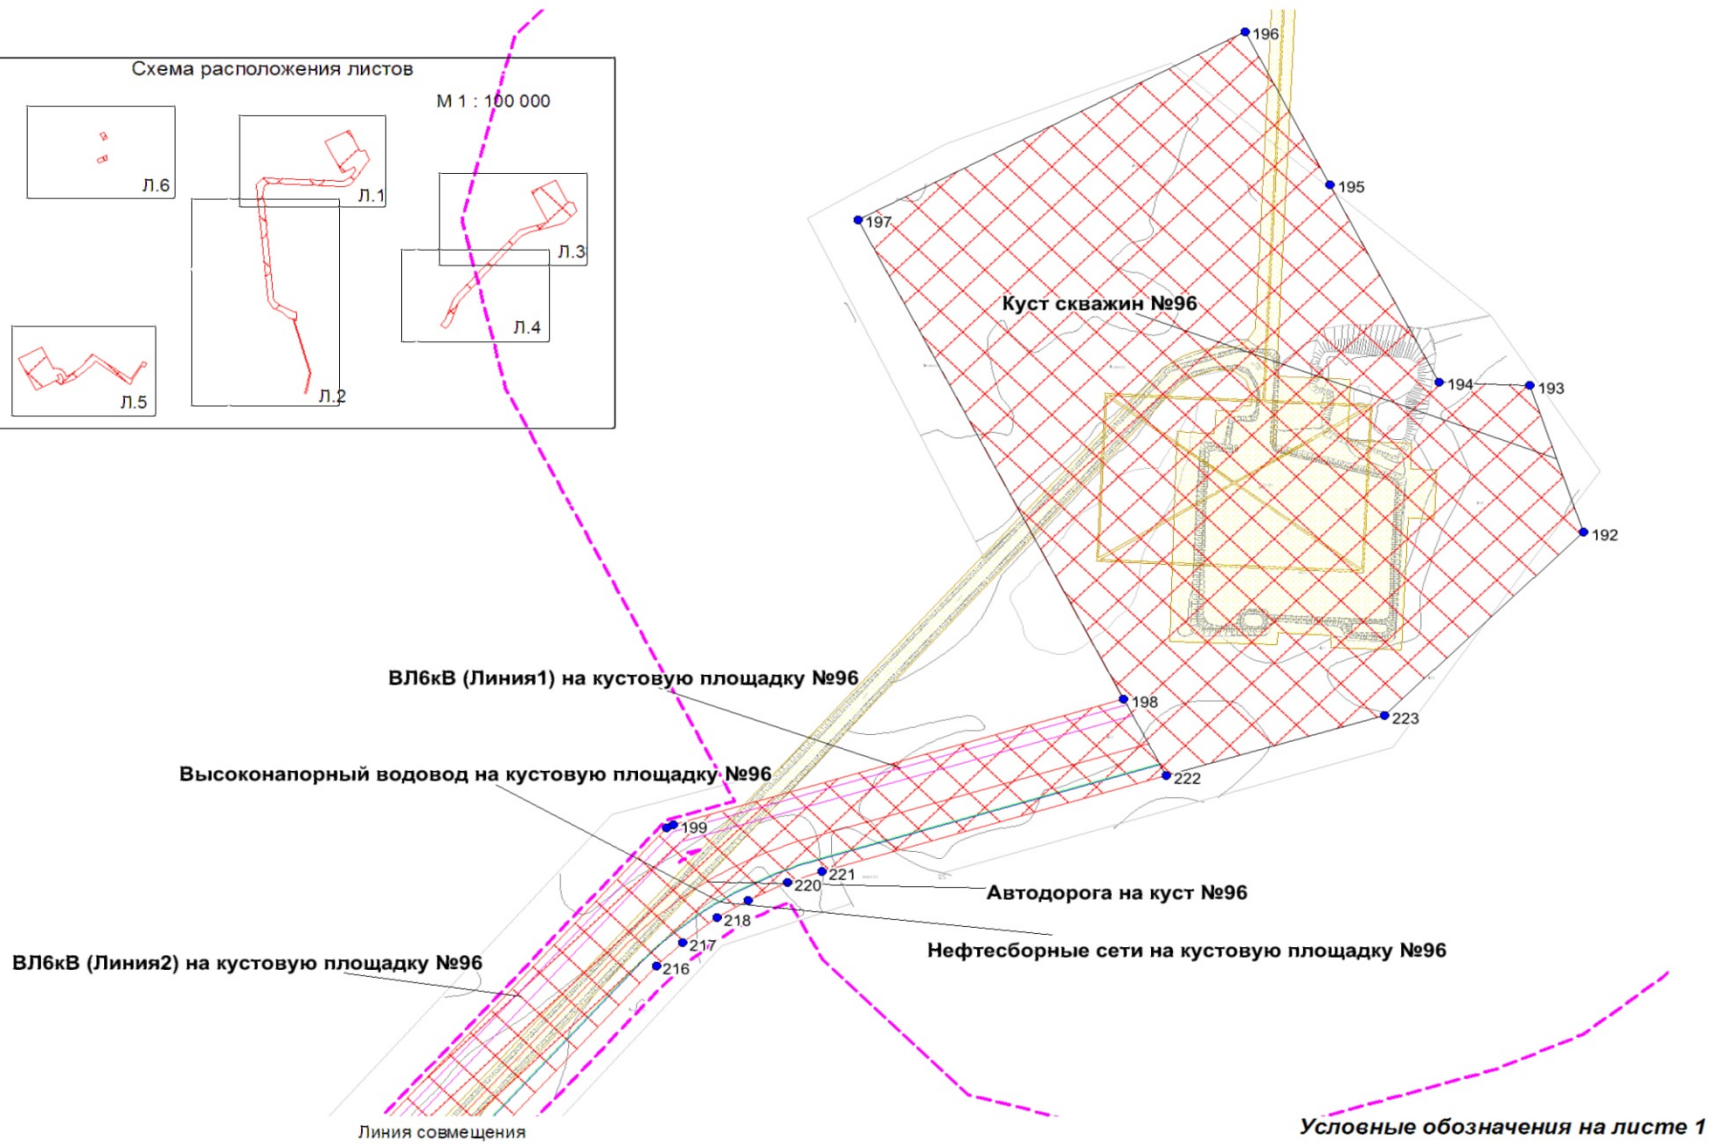 Схема расположения листов
М 1 : 100 000
Л.6
Л.1
Л.3
Л.4
Л.5
Л.2
196
195
197
Куст скважин №96
194
193
192
ВЛ6кВ (Линия1) на кустовую площадку №96
198
223
Высоконапорный водовод на кустовую площадку №96
222
199
221
220
Автодорога на куст №96
218
217
Нефтесборные сети на кустовую площадку №96
ВЛ6кВ (Линия2) на кустовую площадку №96
216
Линия совмещения
Условные обозначения на листе 1